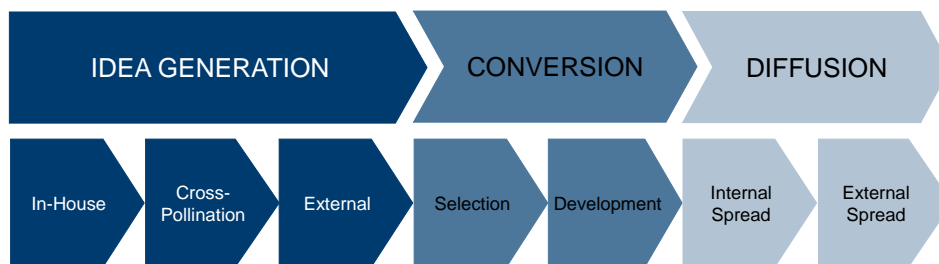 IDEA GENERATION
CONVERSION
DIFFUSION
In-House
Cross-
Pollination
External
Selection
Development
Internal
Spread
External
Spread